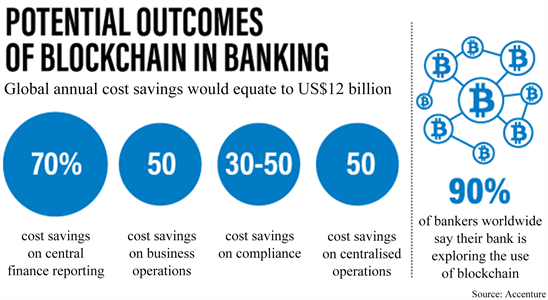 POTENTIAL OUTCOMES
OF BLOCKCHAIN IN BANKING
Global annual cost savings would equate to US$12 billion
70%
cost savings
on central
finance reporting
50
cost savings
on business
operations
30-50
cost savings
on compliance
50
cost savings
on centralised
operations
90%
of bankers worldwide
say their bank is
exploring the use
of blockchain
Source: Accenture